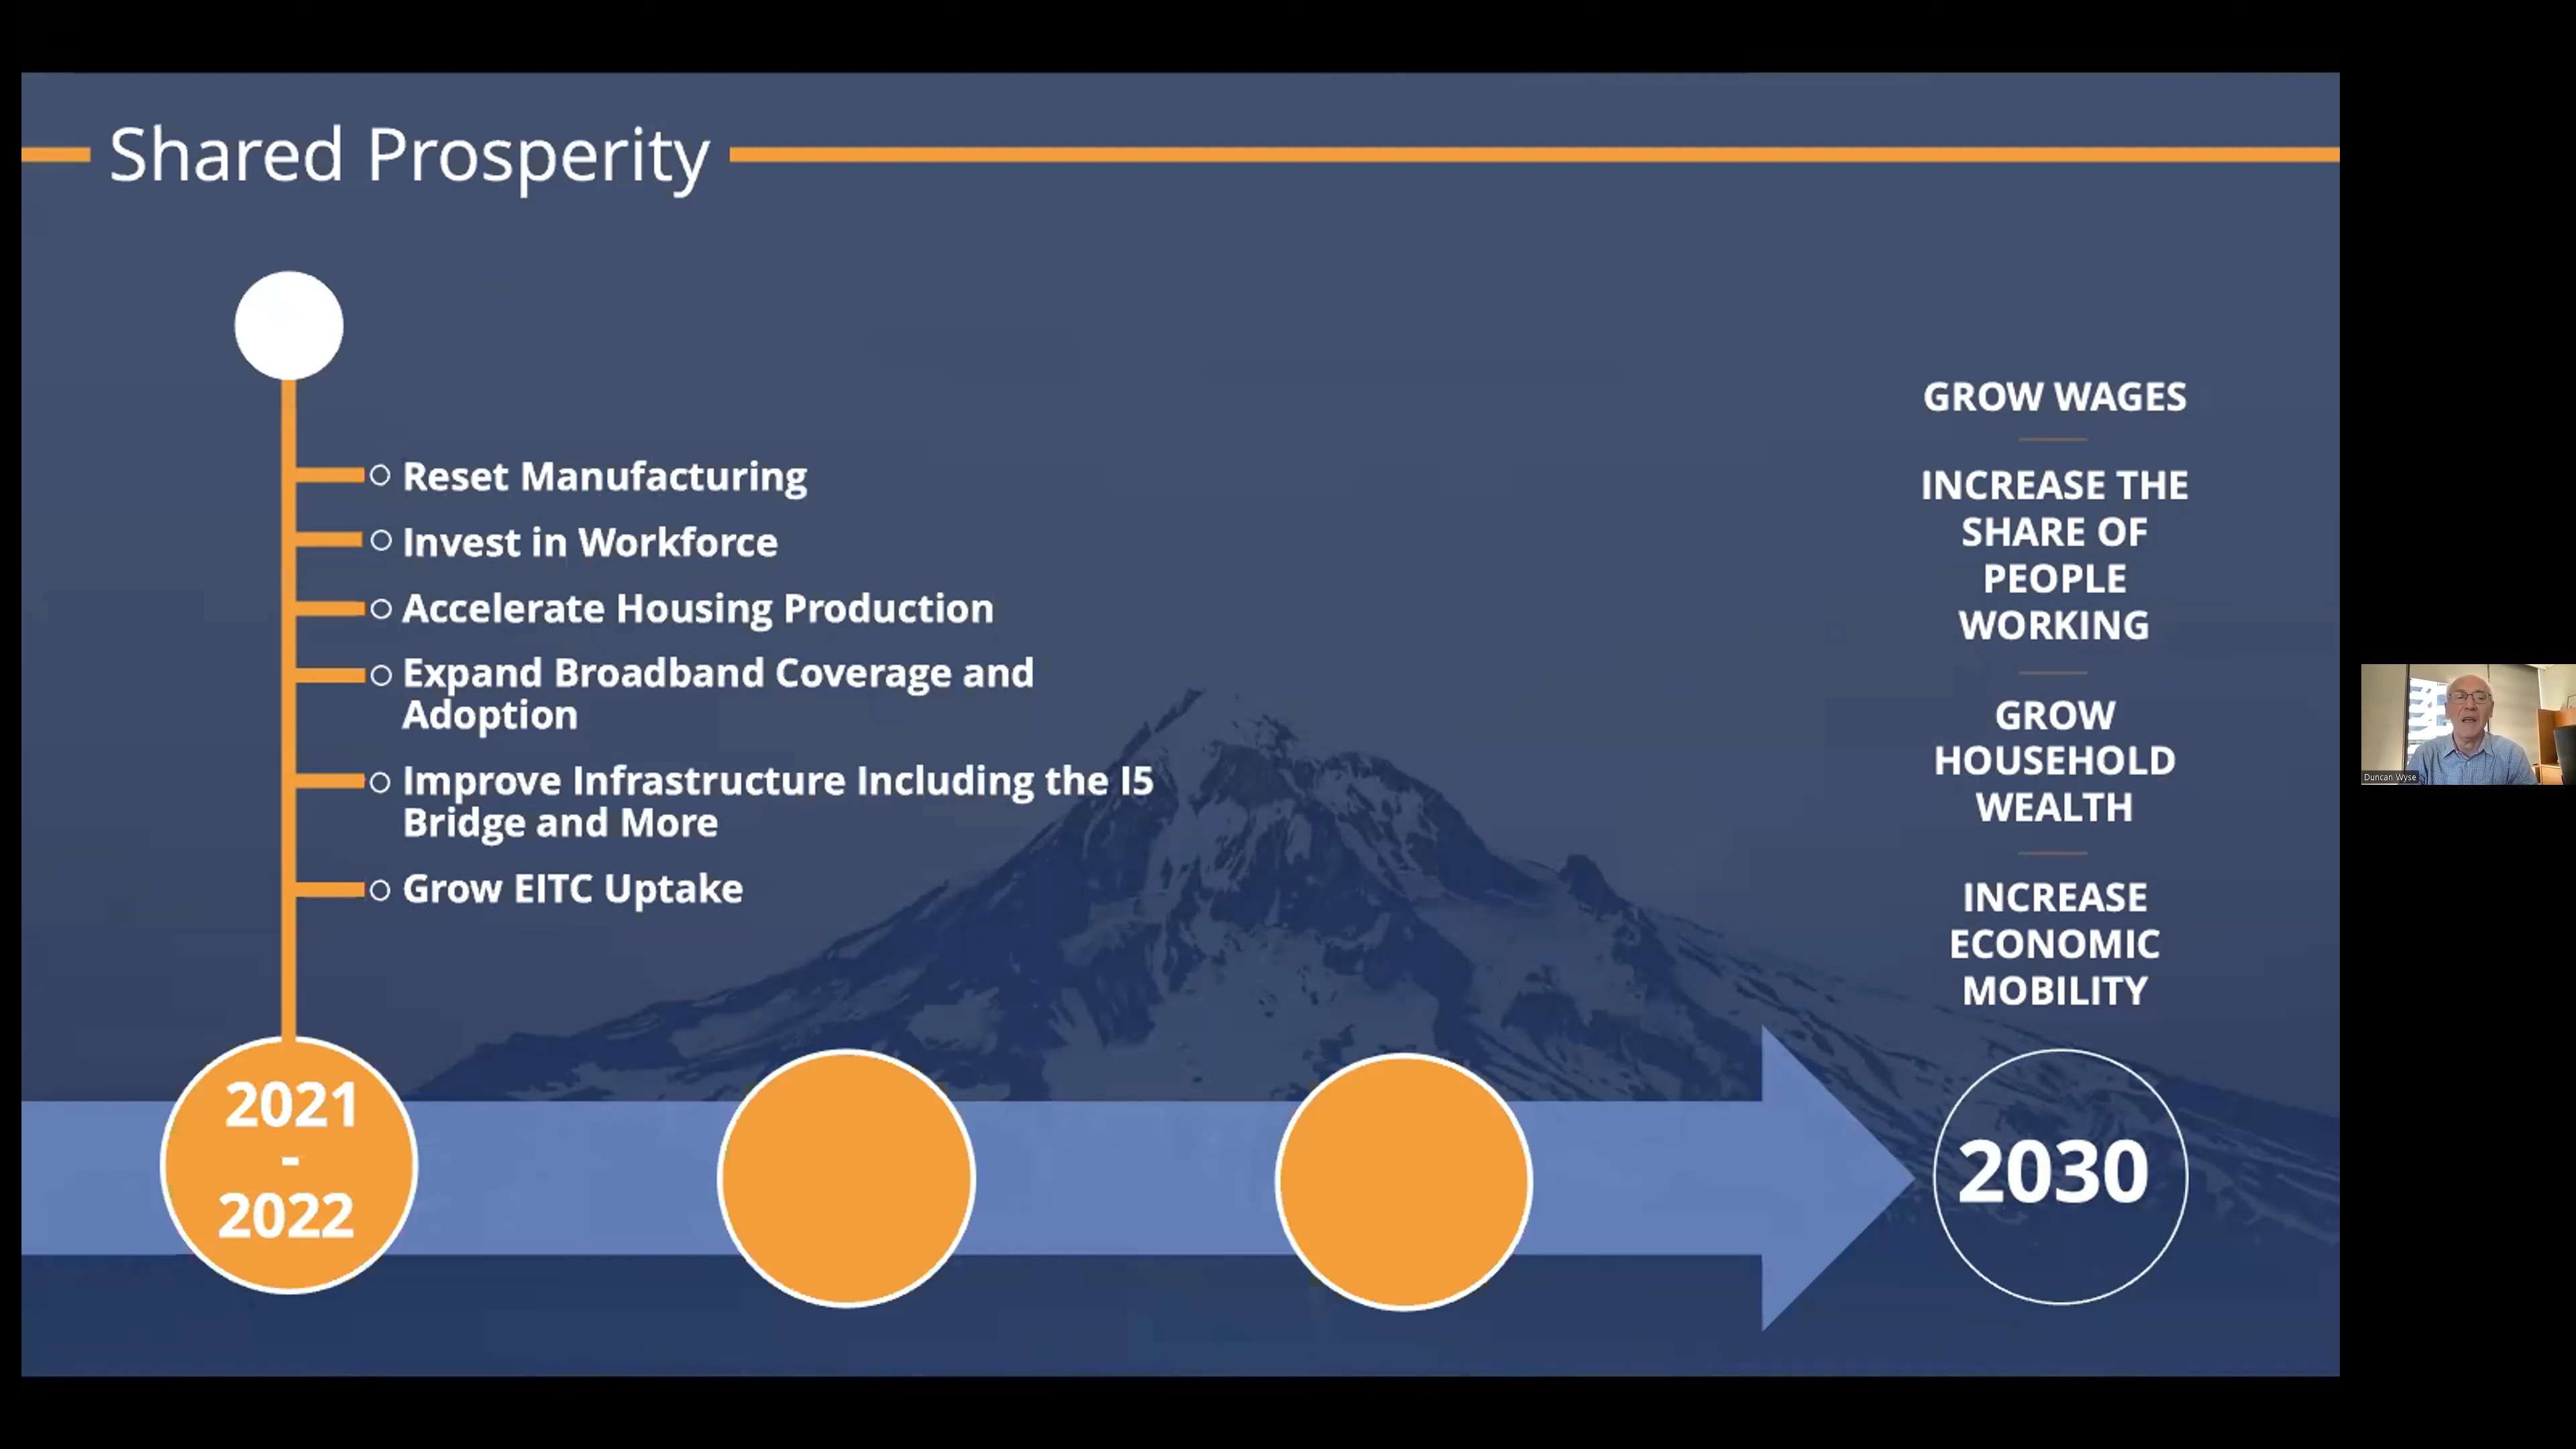 Shared Prosperity
Reset Manufacturing
Invest in Workforce
Accelerate Housing Production
Expand Broadband Coverage and
Adoption
Improve Infrastructure Including the I5
Bridge and More
Grow EITC Uptake
2021
-
2022
GROW WAGES
INCREASE THE
SHARE OF
PEOPLE
WORKING
GROW
HOUSEHOLD
WEALTH
INCREASE
ECONOMIC
MOBILITY
2030
Duncan Wyse